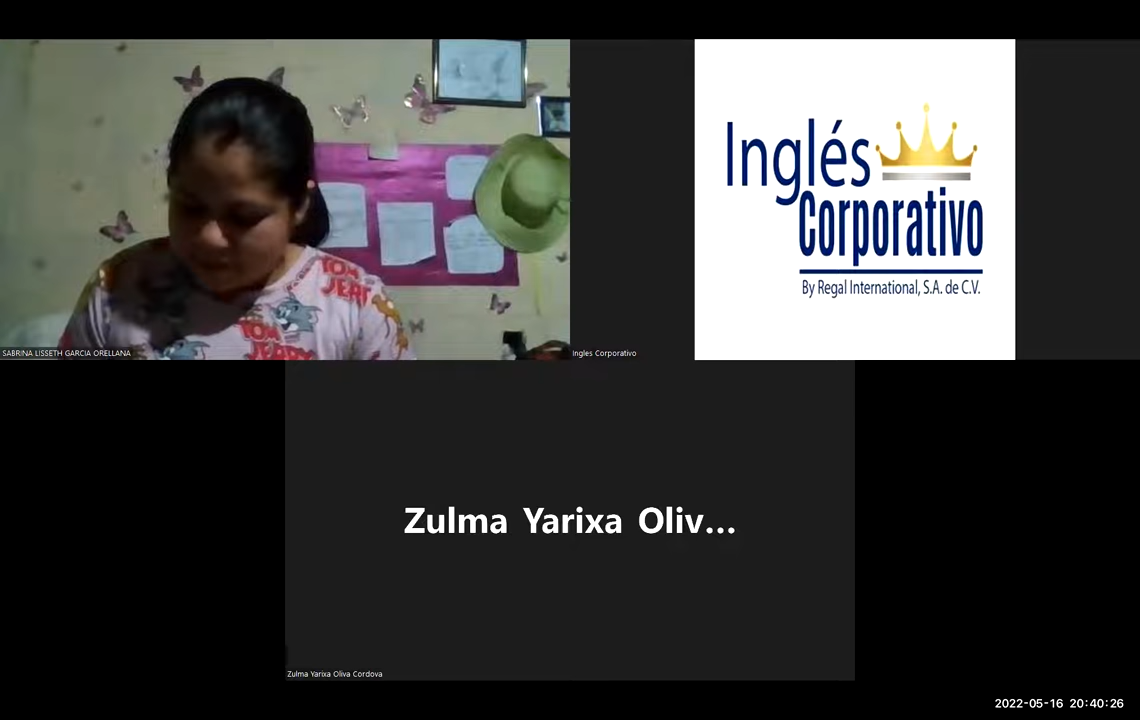 TOM
JERRY
TOM
SABRINA LISSETH GARCIA ORELLANA
Inglés
Corporativo
By Regal International, S.A. de C.V.
Ingles Corporativo
Zulma Yarixa Oliv...
Zulma Yarixa Oliva Cordova
2022-05-16 20:40:26